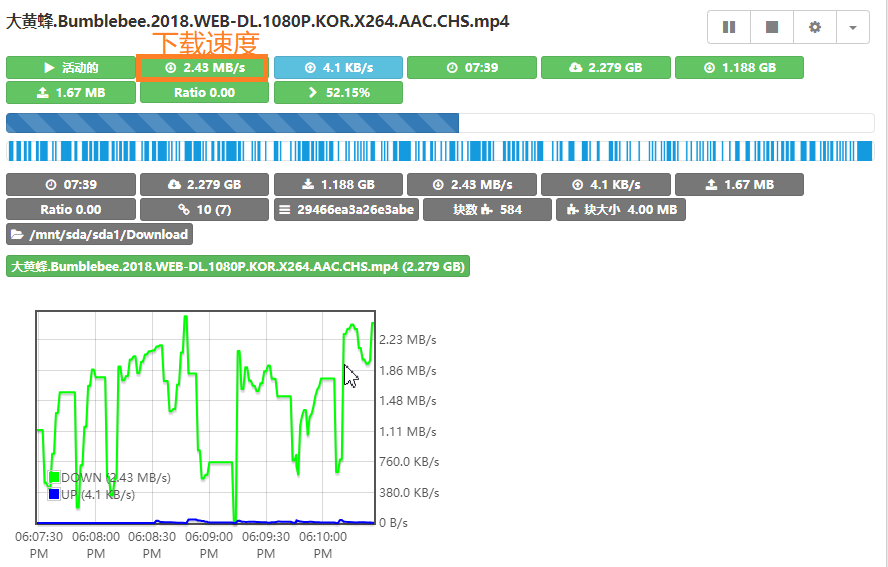 大黄蜂.Bumblebee.2018.WEB-DL.1080P.KOR.X264.AAC.CHS.mp4
下载速度
活动的 2.43 MB/s 4.1 KB/s 07:39 2.279 GB 1.188 GB
1.67 MB Ratio 0.00 52.15%
07:39 2.279 GB 1.188 GB 2.43 MB/s 4.1 KB/s 1.67 MB
Ratio 0.00 10 (7) 29466ea3a26e3abe 块数 584 块大小 4.00 MB
/mnt/sda/sda1/Download
大黄蜂.Bumblebee.2018.WEB-DL.1080P.KOR.X264.AAC.CHS.mp4 (2.279 GB)
2.23 MB/s
1.86 MB/s
1.48 MB/s
1.11 MB/s
760.0 KB/s
DOWN (2.43 MB/s)
380.0 KB/s
UP (4.1 KB/s)
0 B/s
06:07:30 06:08:00 06:08:30 06:09:00 06:09:30 06:10:00
PM PM PM PM PM PM